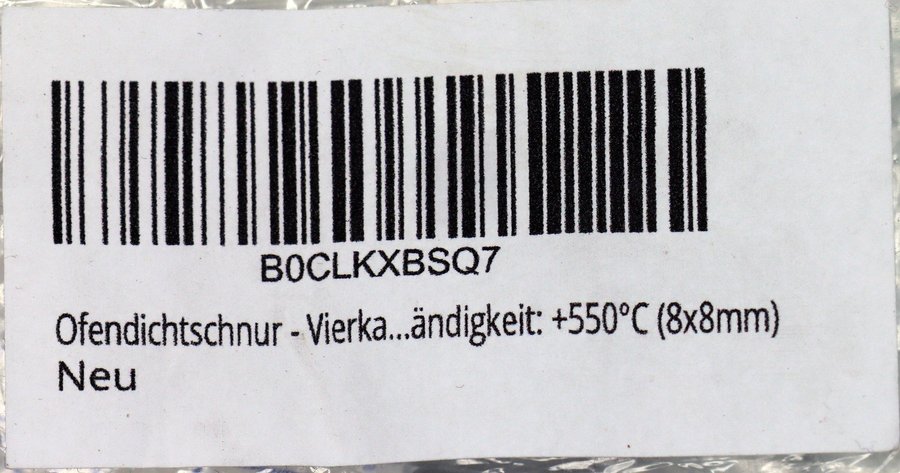 B0CLKXBSQ7
Ofendichtschnur - Vierka...ändigkeit: +550°C (8x8mm)
Neu